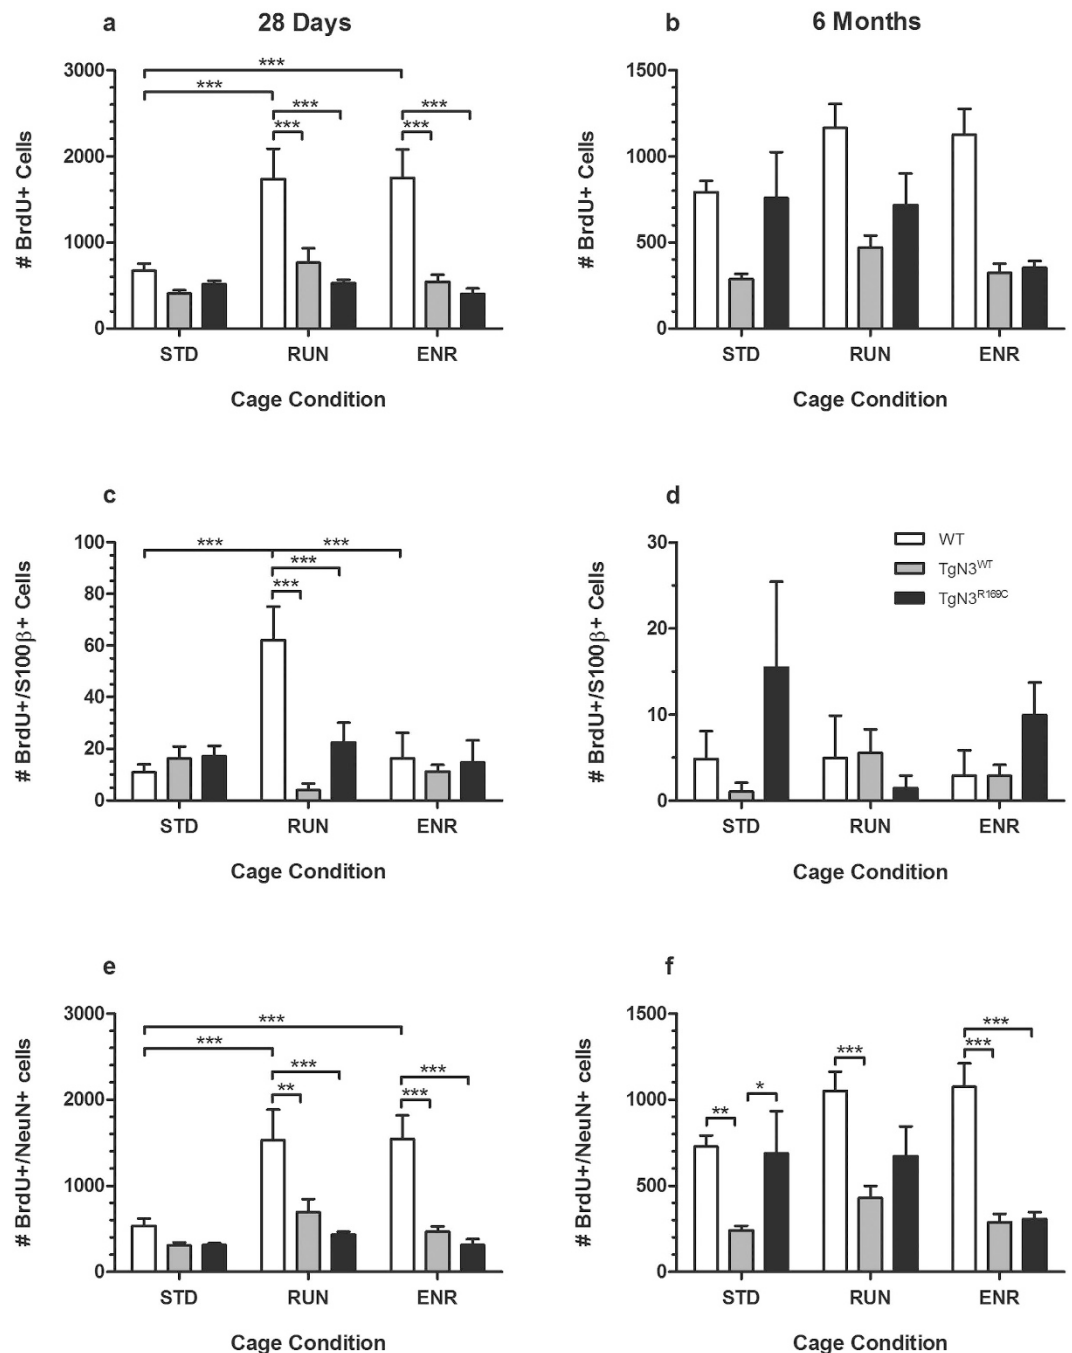 a 28 Days
# BrdU+ Cells
3000
2000
1000
0
***
***
***
***
***
***
STD RUN ENR
Cage Condition
b 6 Months
# BrdU+ Cells
1500
1000
500
0
STD RUN ENR
Cage Condition
c
# BrdU+/S100β+ Cells
100
80
60
40
20
0
*** ***
***
***
STD RUN ENR
Cage Condition
d
# BrdU+/S100β+ Cells
30
20
10
0
WT
TgN3WT
TgN3R169C
STD RUN ENR
Cage Condition
e
# BrdU+/NeuN+ cells
3000
2000
1000
0
***
***
*** ***
** ***
STD RUN ENR
Cage Condition
f
# BrdU+/NeuN+ cells
1500
1000
500
0
***
*** ***
*
**
STD RUN ENR
Cage Condition